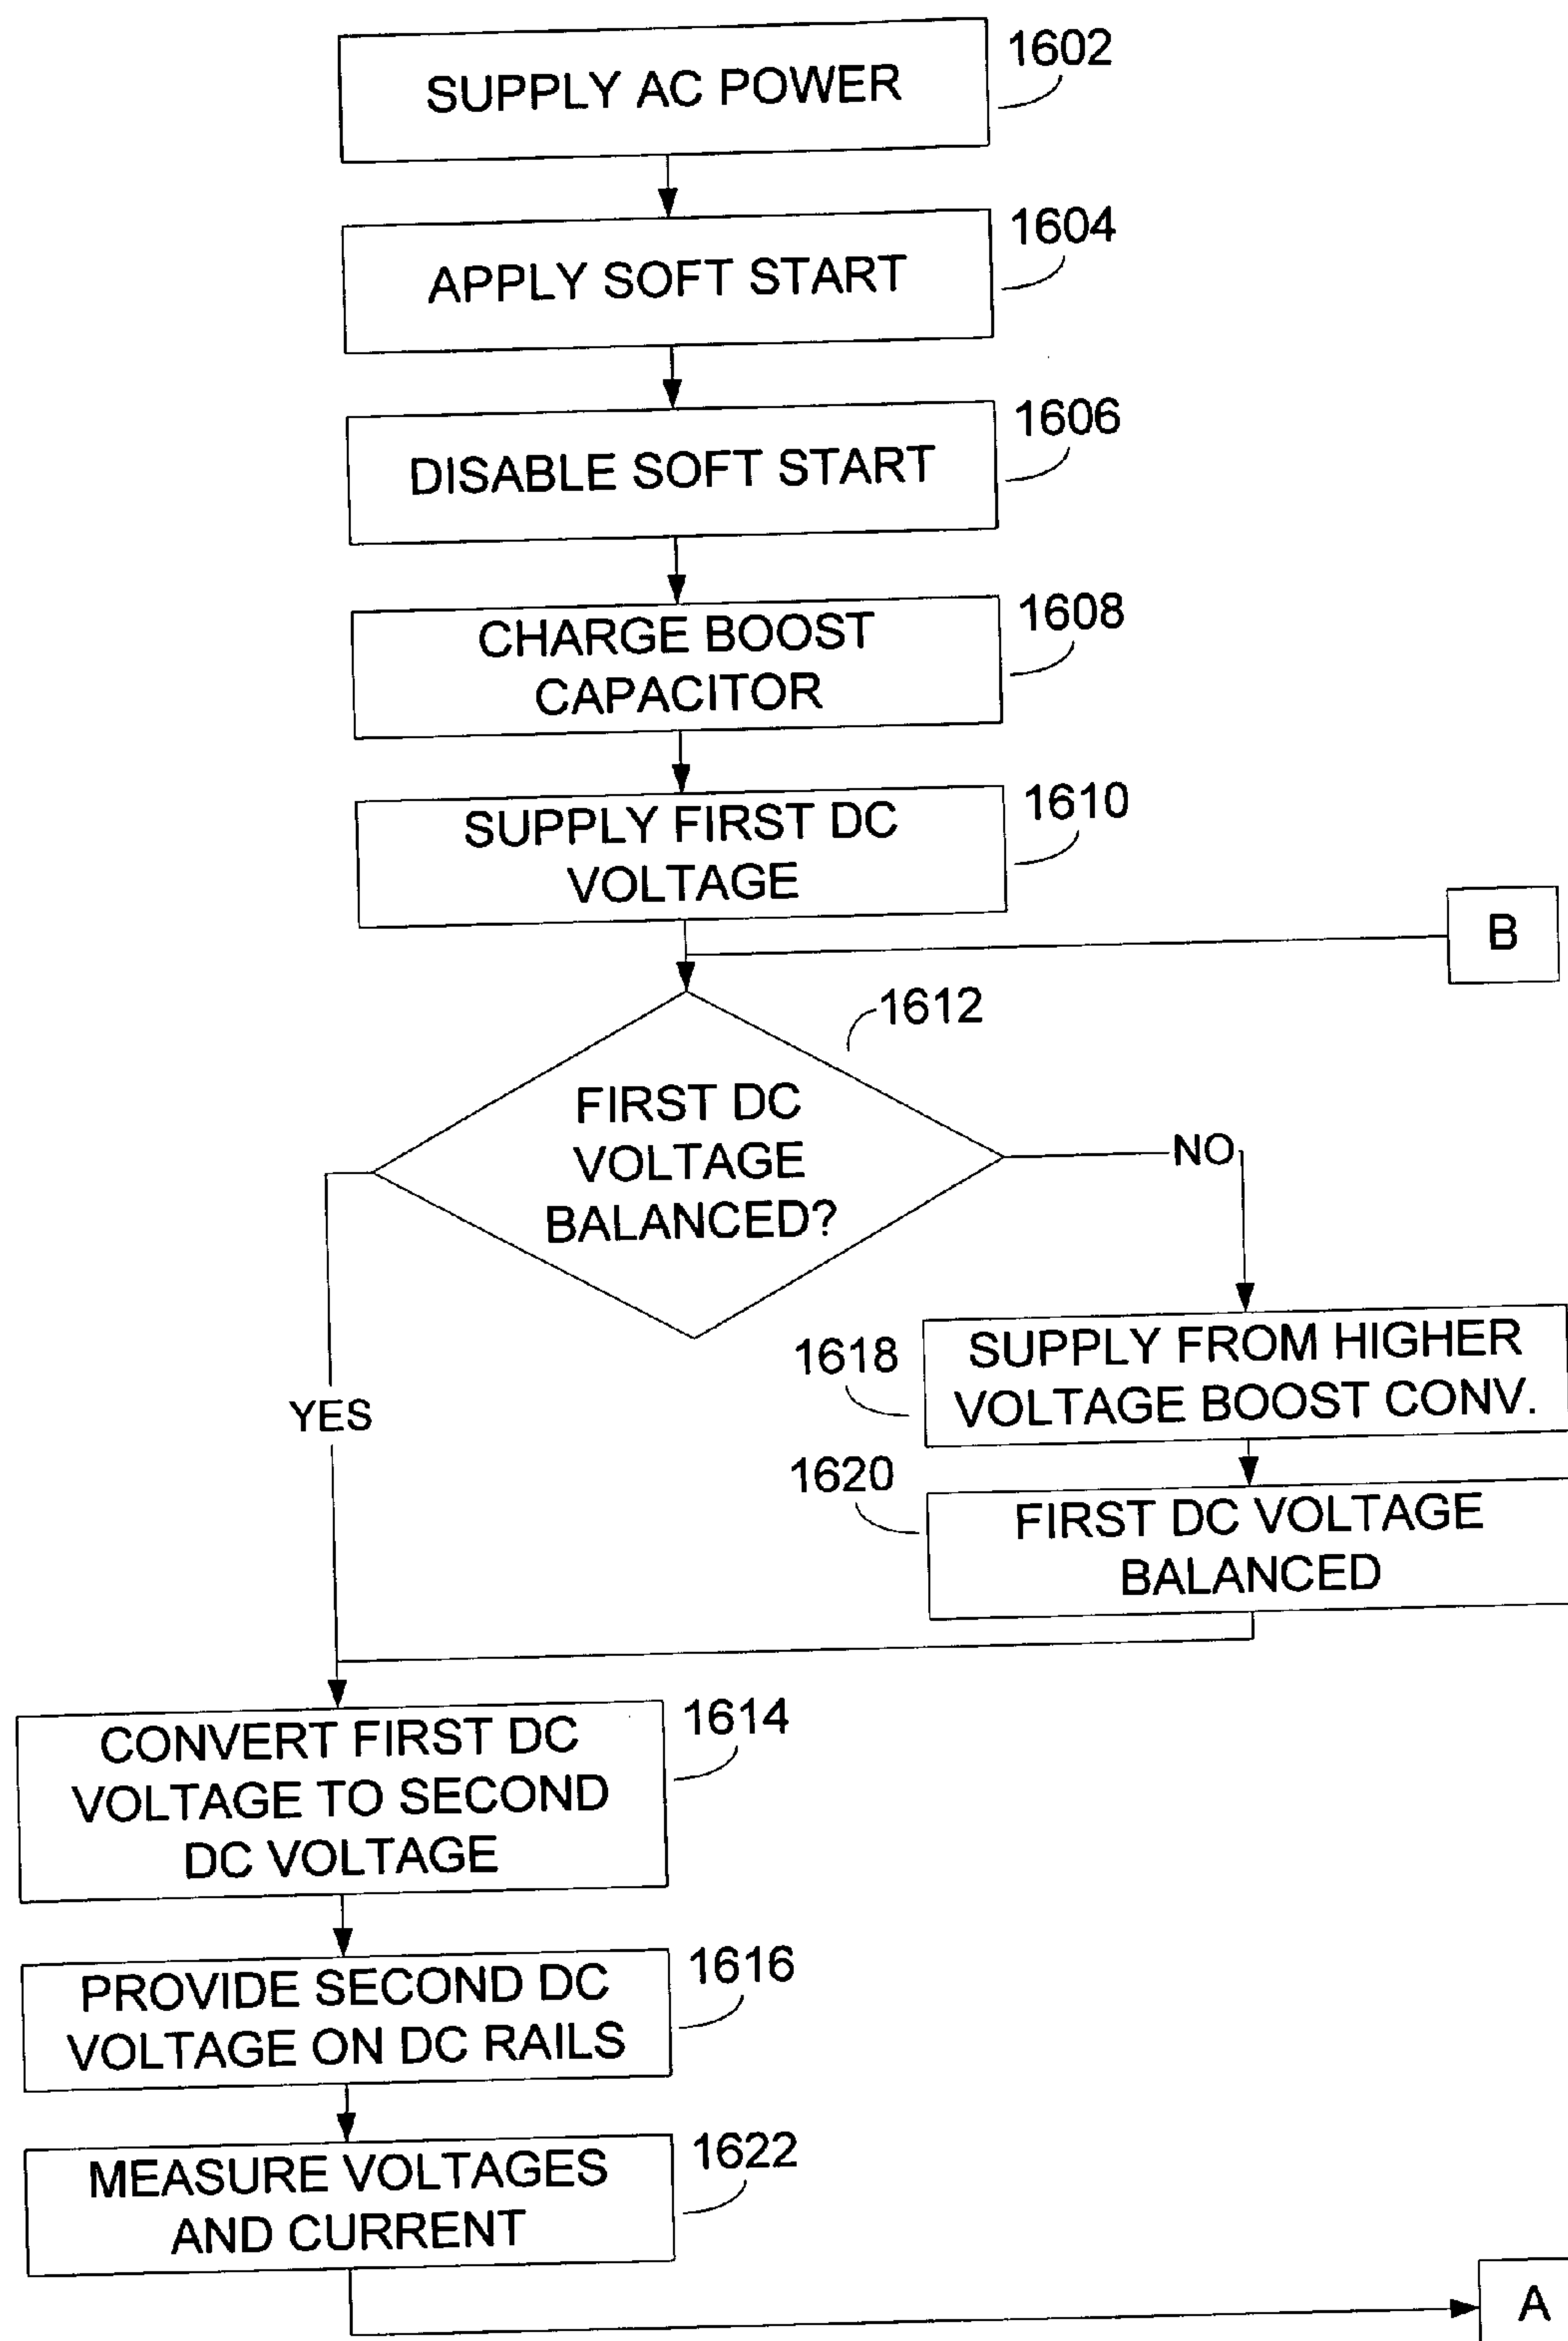 SUPPLY AC POWER
1602
APPLY SOFT START
1604
DISABLE SOFT START
1606
CHARGE BOOST
CAPACITOR
1608
SUPPLY FIRST DC
VOLTAGE
1610
B
1612
FIRST DC
VOLTAGE
BALANCED?
NO
YES
1618
SUPPLY FROM HIGHER
VOLTAGE BOOST CONV.
1620
FIRST DC VOLTAGE
BALANCED
CONVERT FIRST DC
VOLTAGE TO SECOND
DC VOLTAGE
1614
PROVIDE SECOND DC
VOLTAGE ON DC RAILS
1616
MEASURE VOLTAGES
AND CURRENT
1622
A